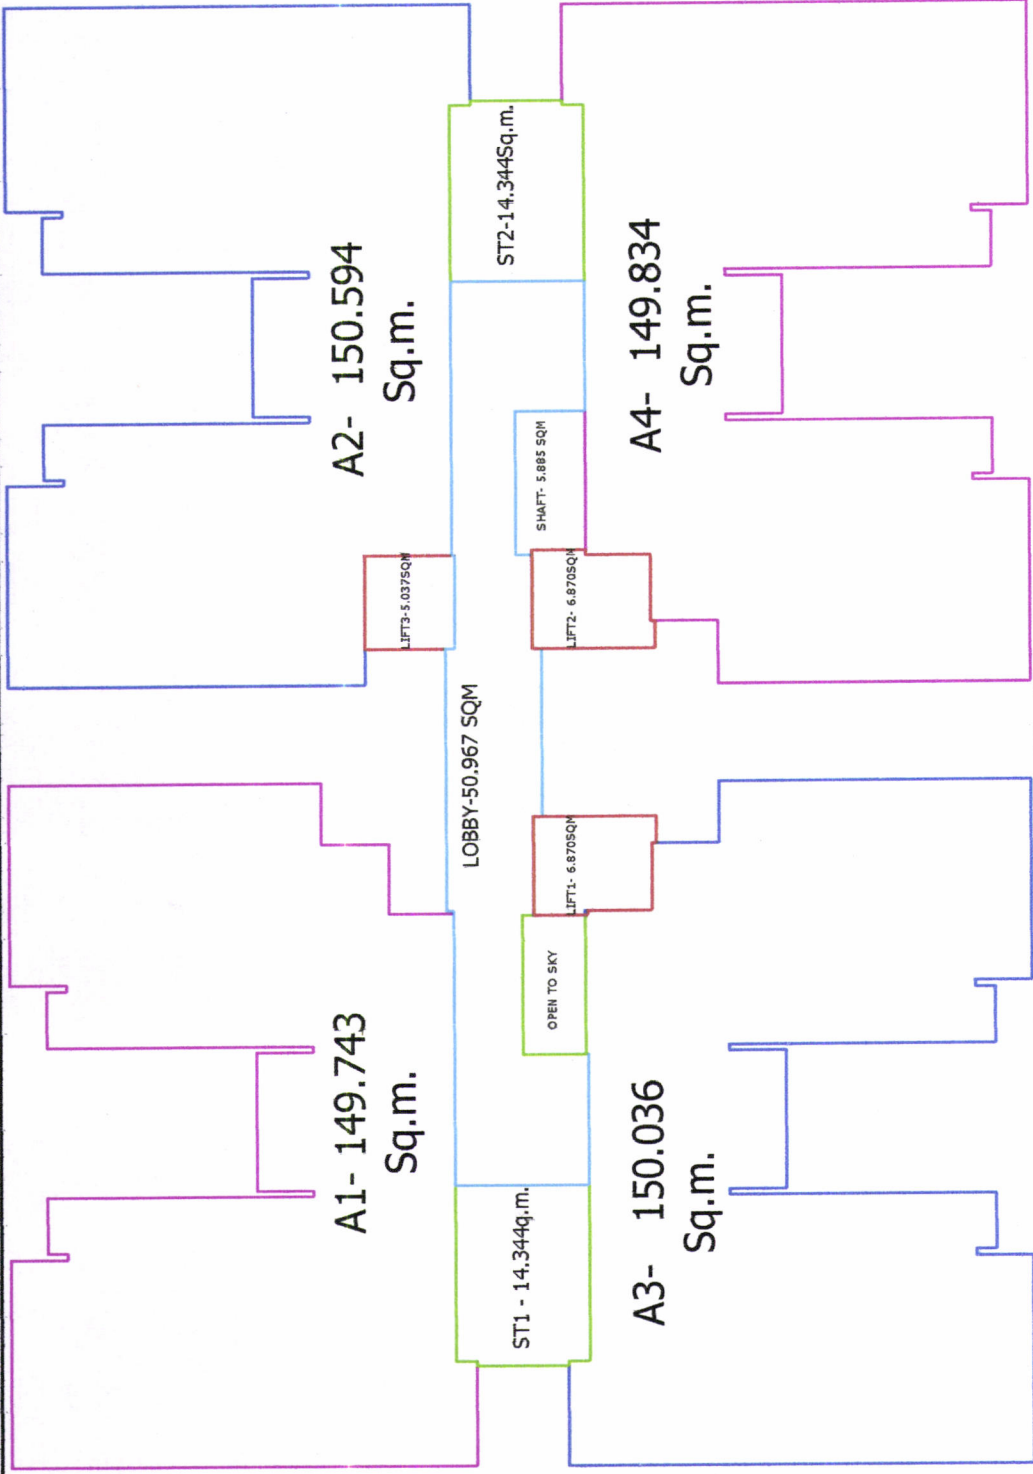 A1- 149.743
Sq.m.
A2- 150.594
Sq.m.
LIFT3-5.037SQM
LOBBY-50.967 SQM
ST1 - 14.344q.m.
OPEN TO SKY
LIFT1- 6.870SQM
LIFT2- 6.870SQM
SHAFT- 5.885 SQM
ST2-14.344Sq.m.
A3- 150.036
Sq.m.
A4- 149.834
Sq.m.